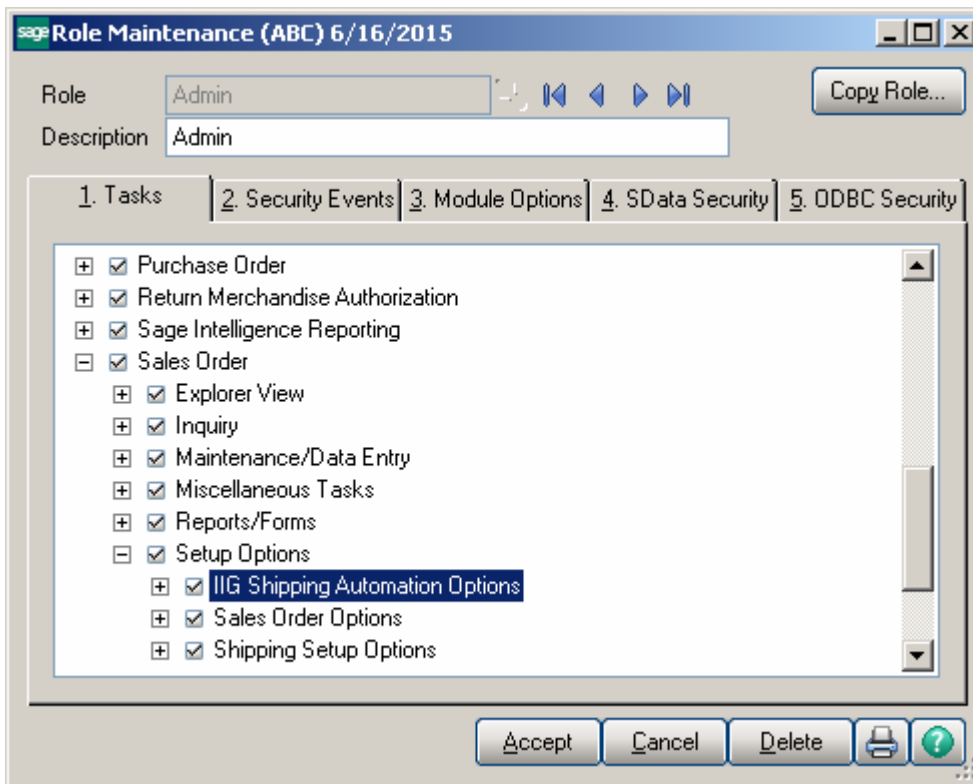 sage Role Maintenance (ABC) 6/16/2015
Role Admin Copy Role...
Description Admin
1. Tasks 2. Security Events 3. Module Options 4. SData Security 5. ODBC Security
Purchase Order
Return Merchandise Authorization
Sage Intelligence Reporting
Sales Order
Explorer View
Inquiry
Maintenance/Data Entry
Miscellaneous Tasks
Reports/Forms
Setup Options
IIG Shipping Automation Options
Sales Order Options
Shipping Setup Options
Accept Cancel Delete ?